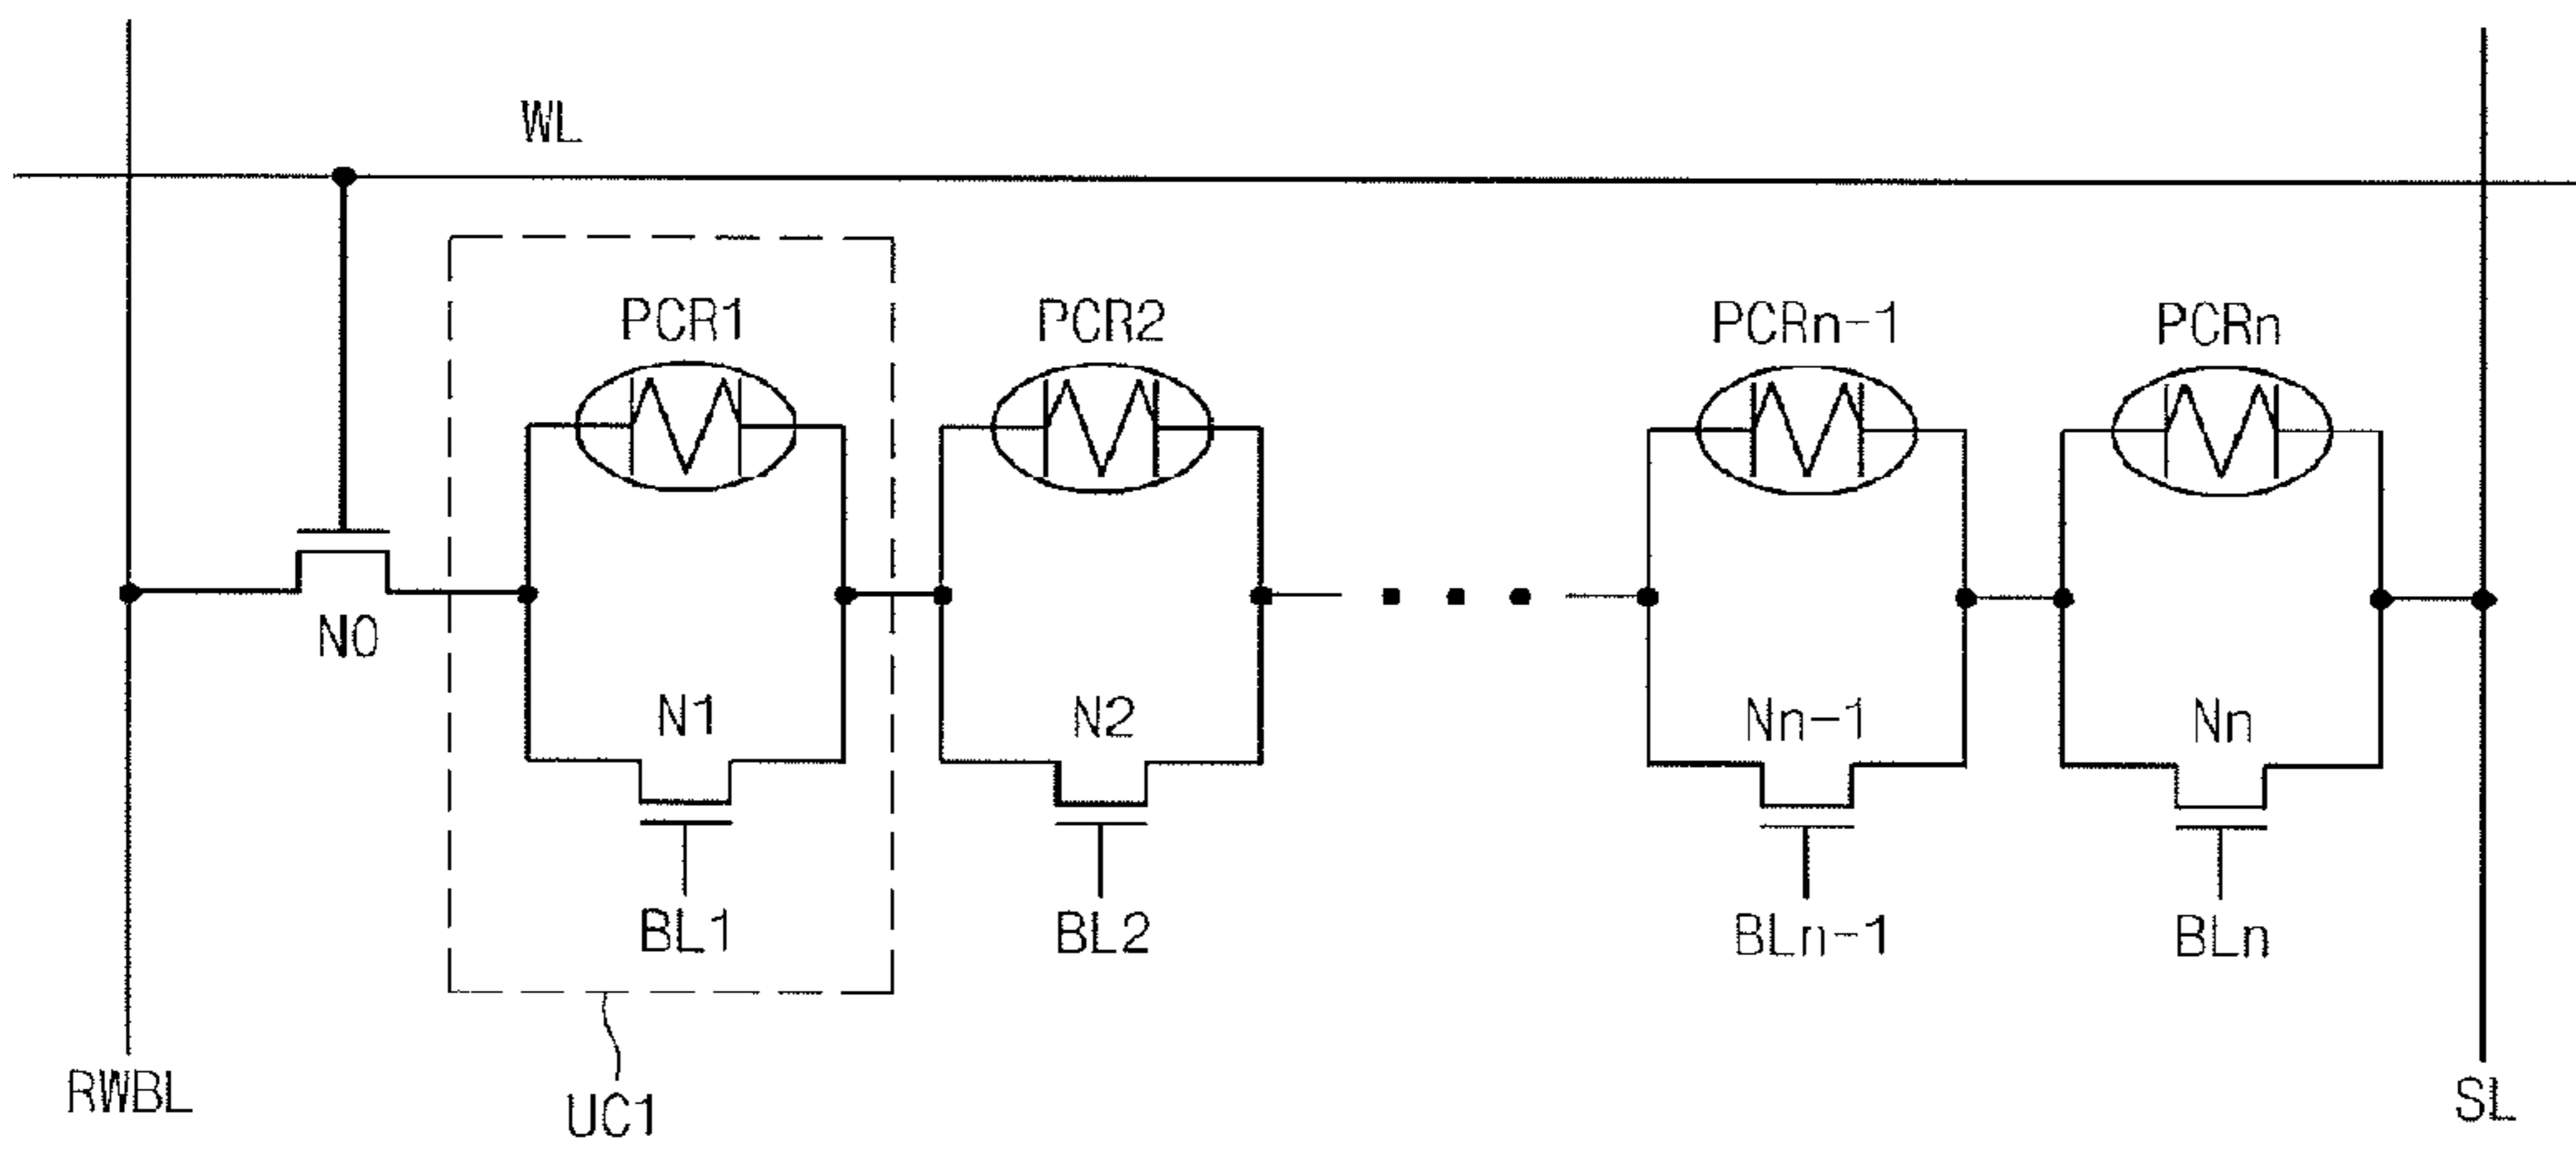 WL
PCR1 PCR2 PCRn-1 PCRn
N0
N1 N2 Nn-1 Nn
BL1 BL2 BLn-1 BLn
RWBL UC1 SL